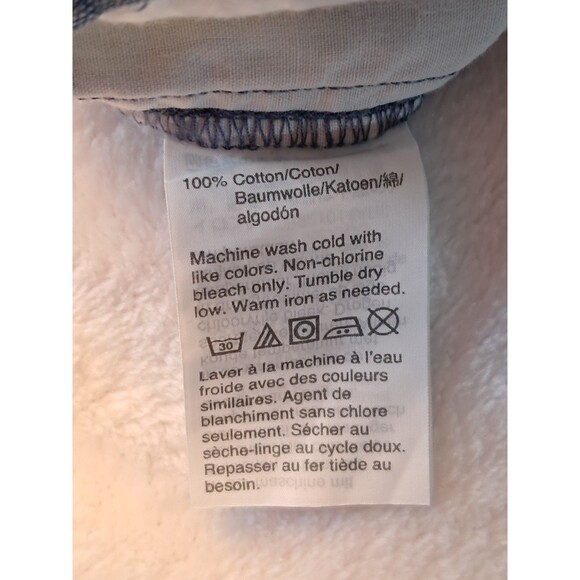 100% Cotton/Coton/
Baumwolle/Katoen/綿/
algodón
Machine wash cold with
like colors. Non-chlorine
bleach only. Tumble dry
low. Warm iron as needed.
30
Laver à la machine à l'eau
froide avec des couleurs
similaires. Agent de
blanchiment sans chlore
seulement. Sécher au
sèche-linge au cycle doux.
Repasser au fer tiède au
besoin.